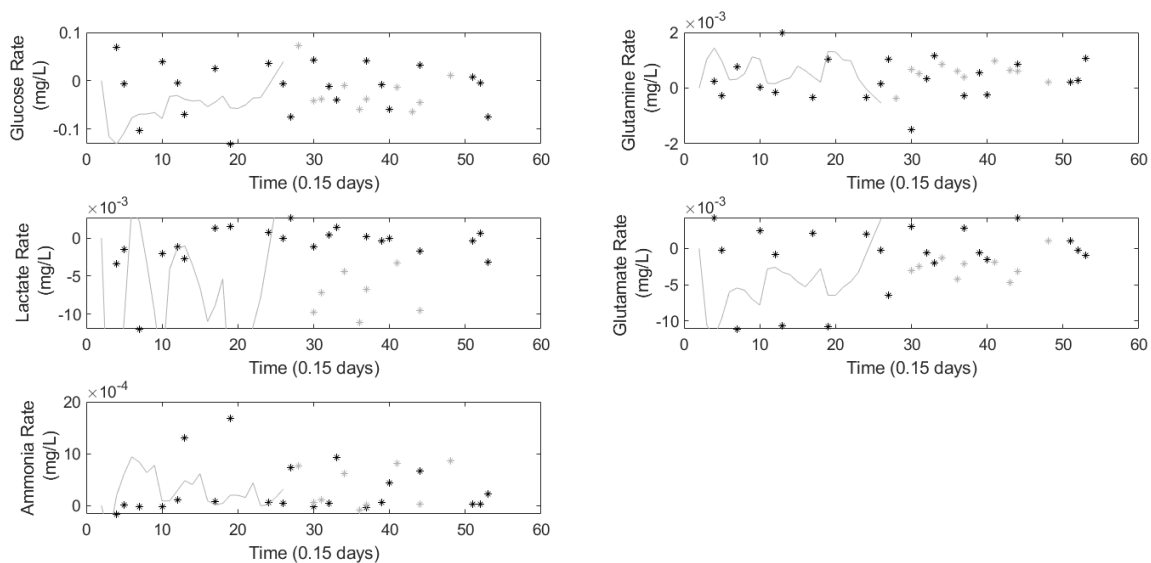 Glucose Rate
(mg/L)
0.1
0
-0.1
0 10 20 30 40 50 60
Time (0.15 days)
Glutamine Rate
(mg/L)
×10⁻³
2
0
-2
0 10 20 30 40 50 60
Time (0.15 days)
Lactate Rate
(mg/L)
×10⁻³
0
-5
-10
0 10 20 30 40 50 60
Time (0.15 days)
Glutamate Rate
(mg/L)
×10⁻³
0
-5
-10
0 10 20 30 40 50 60
Time (0.15 days)
Ammonia Rate
(mg/L)
×10⁻⁴
20
10
0
0 10 20 30 40 50 60
Time (0.15 days)